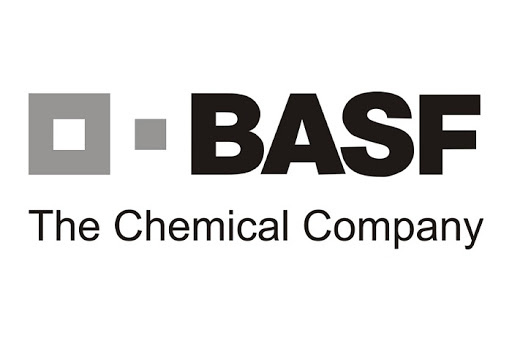 BASF
The Chemical Company